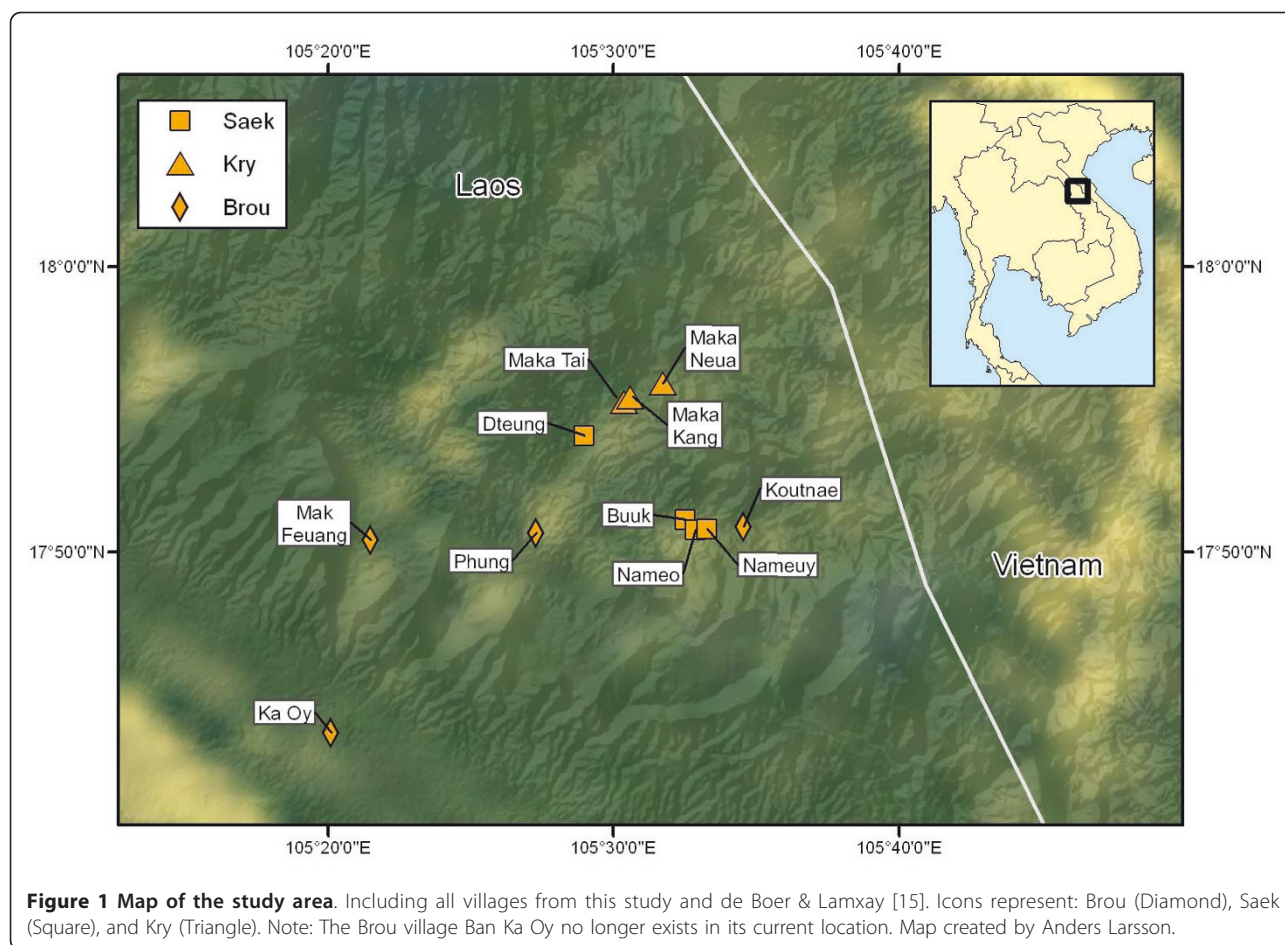 105°20'0"E
105°30'0"E
105°40'0"E
Saek
Kry
Brou
Laos
18°0'0"N
18°0'0"N
Maka
Neua
Maka Tai
Dteung
Maka
Kang
Koutnae
Mak
Feuang
Buuk
Phung
17°50'0"N
17°50'0"N
Nameo
Nameuy
Vietnam
Ka Oy
105°20'0"E
105°30'0"E
105°40'0"E
Figure 1 Map of the study area. Including all villages from this study and de Boer & Lamxay [15]. Icons represent: Brou (Diamond), Saek
(Square), and Kry (Triangle). Note: The Brou village Ban Ka Oy no longer exists in its current location. Map created by Anders Larsson.